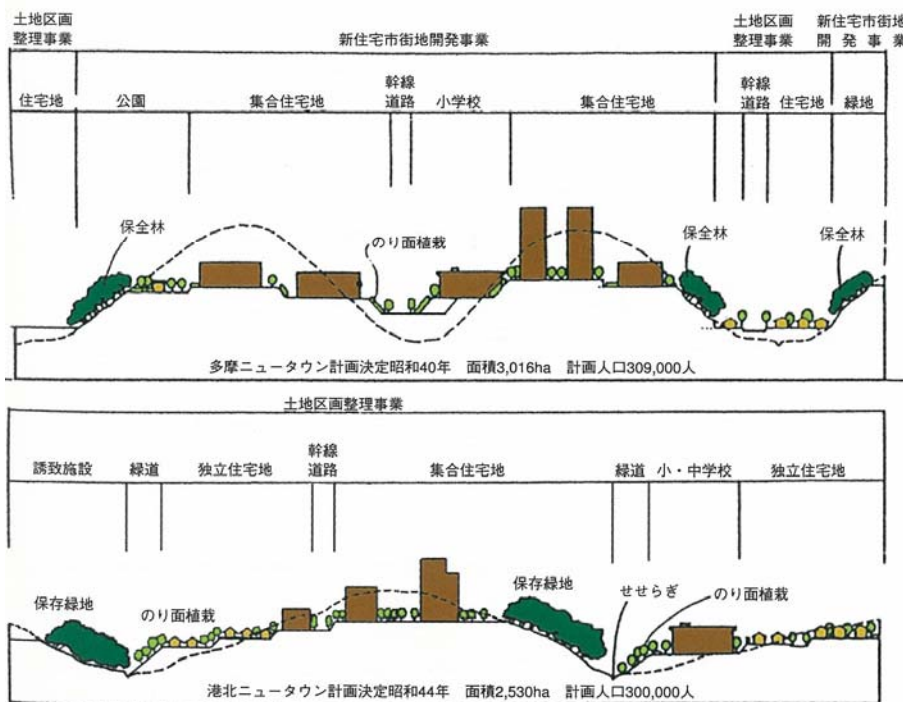 土地区画
整理事業
新住宅市街地開発事業
土地区画
整理事業
新住宅市街地
開発事業
住宅地
公園
集合住宅地
幹線
道路
小学校
集合住宅地
幹線
道路
住宅地
緑地
保全林
のり面植栽
保全林
保全林
多摩ニュータウン計画決定昭和40年 面積3,016ha 計画人口309,000人
土地区画整理事業
誘致施設
緑道
独立住宅地
幹線
道路
集合住宅地
緑道
小・中学校
独立住宅地
保存緑地
のり面植栽
保存緑地
せせらぎ
のり面植栽
港北ニュータウン計画決定昭和44年 面積2,530ha 計画人口300,000人